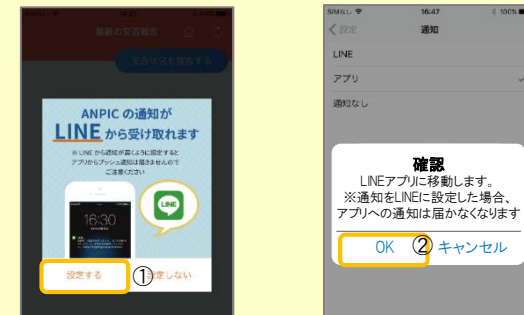 最新の安否報告
ANPIC の通知が
LINE から受け取れます
※LINE から通知が届くように設定すると
アプリからプッシュ通知は届きませんので
ご注意ください
16:30
LINE
設定する
①
設定しない
SIMなし 16:47 100%
設定
通知
LINE
アプリ
通知なし
確認
LINEアプリに移動します。
※通知をLINEに設定した場合、
アプリへの通知は届かなくなります
OK
②
キャンセル